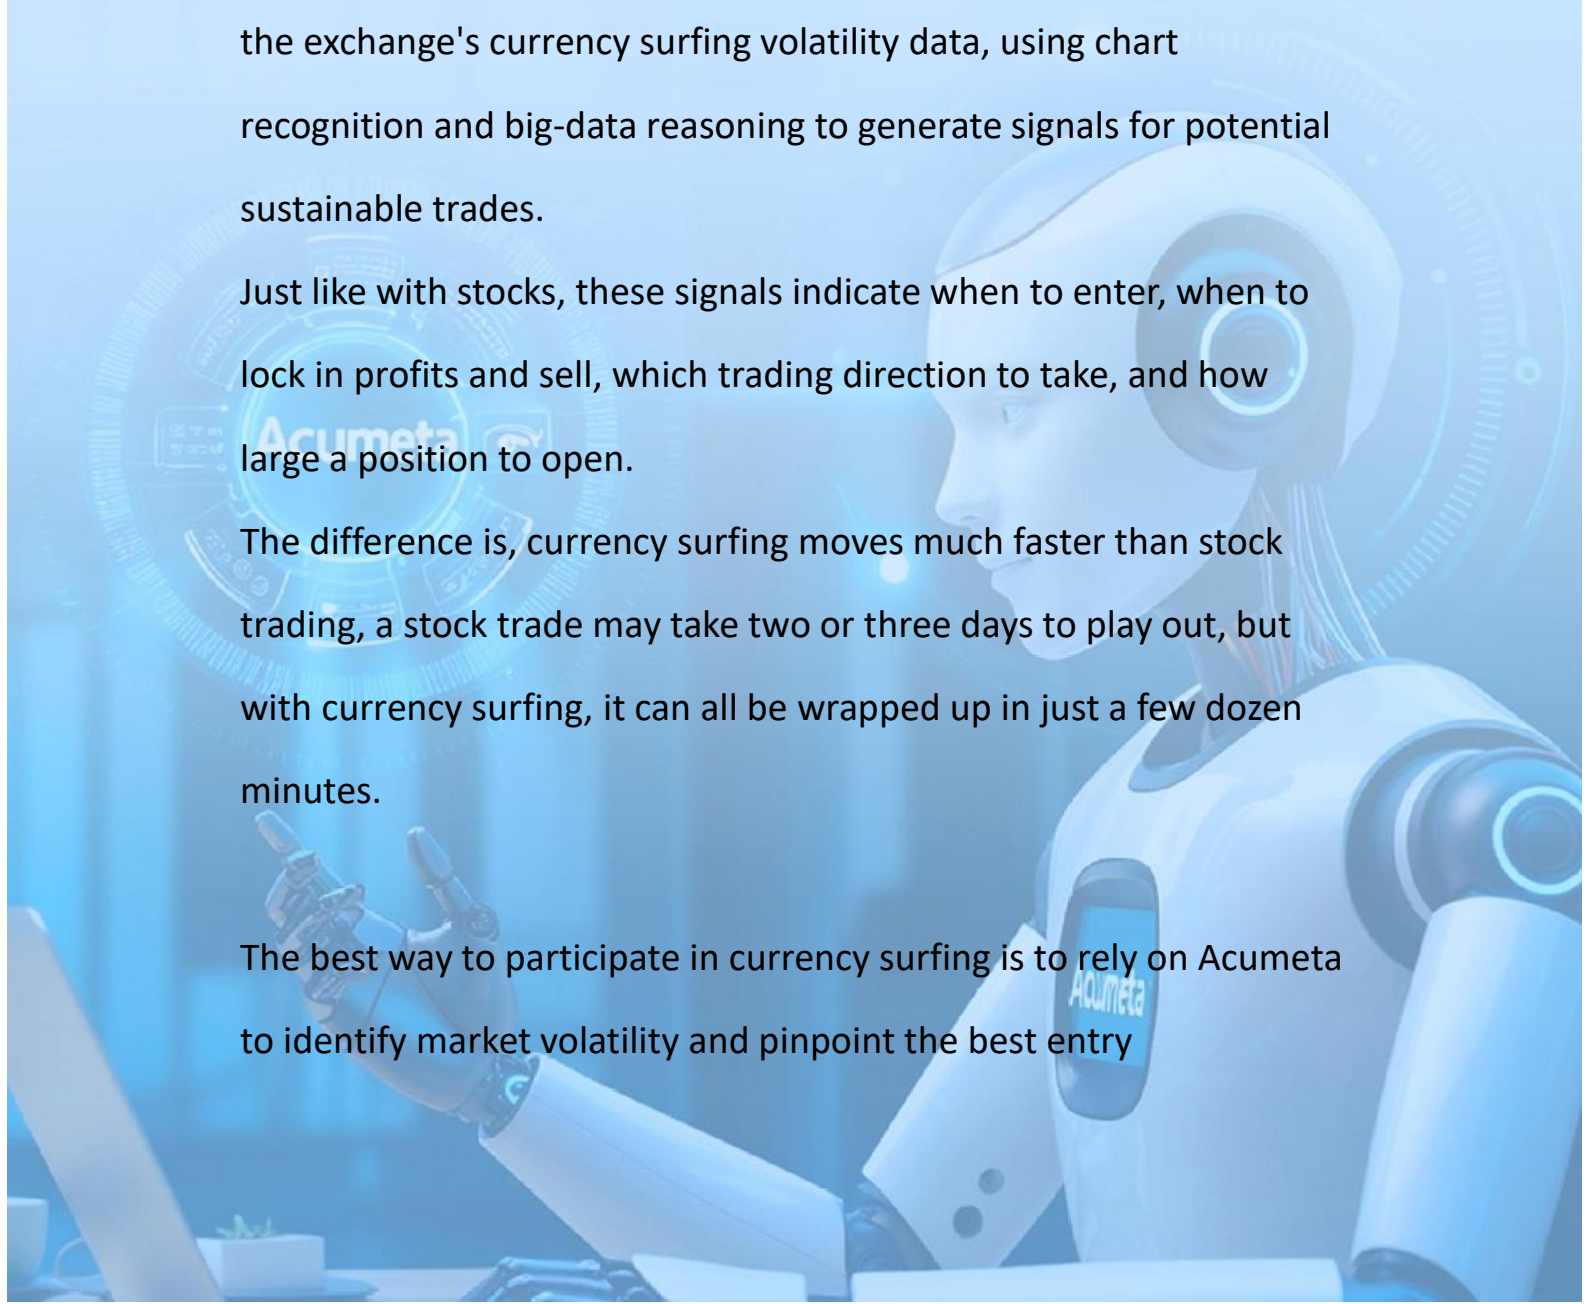 the exchange's currency surfing volatility data, using chart
recognition and big-data reasoning to generate signals for potential
sustainable trades.
Just like with stocks, these signals indicate when to enter, when to
lock in profits and sell, which trading direction to take, and how
Acumeta
large a position to open.
The difference is, currency surfing moves much faster than stock
trading, a stock trade may take two or three days to play out, but
with currency surfing, it can all be wrapped up in just a few dozen
minutes.
The best way to participate in currency surfing is to rely on Acumeta
Acumeta
to identify market volatility and pinpoint the best entry